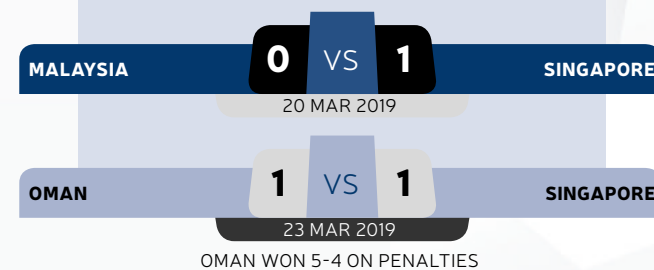 MALAYSIA 0 VS 1 SINGAPORE
20 MAR 2019
OMAN 1 VS 1 SINGAPORE
23 MAR 2019
OMAN WON 5-4 ON PENALTIES